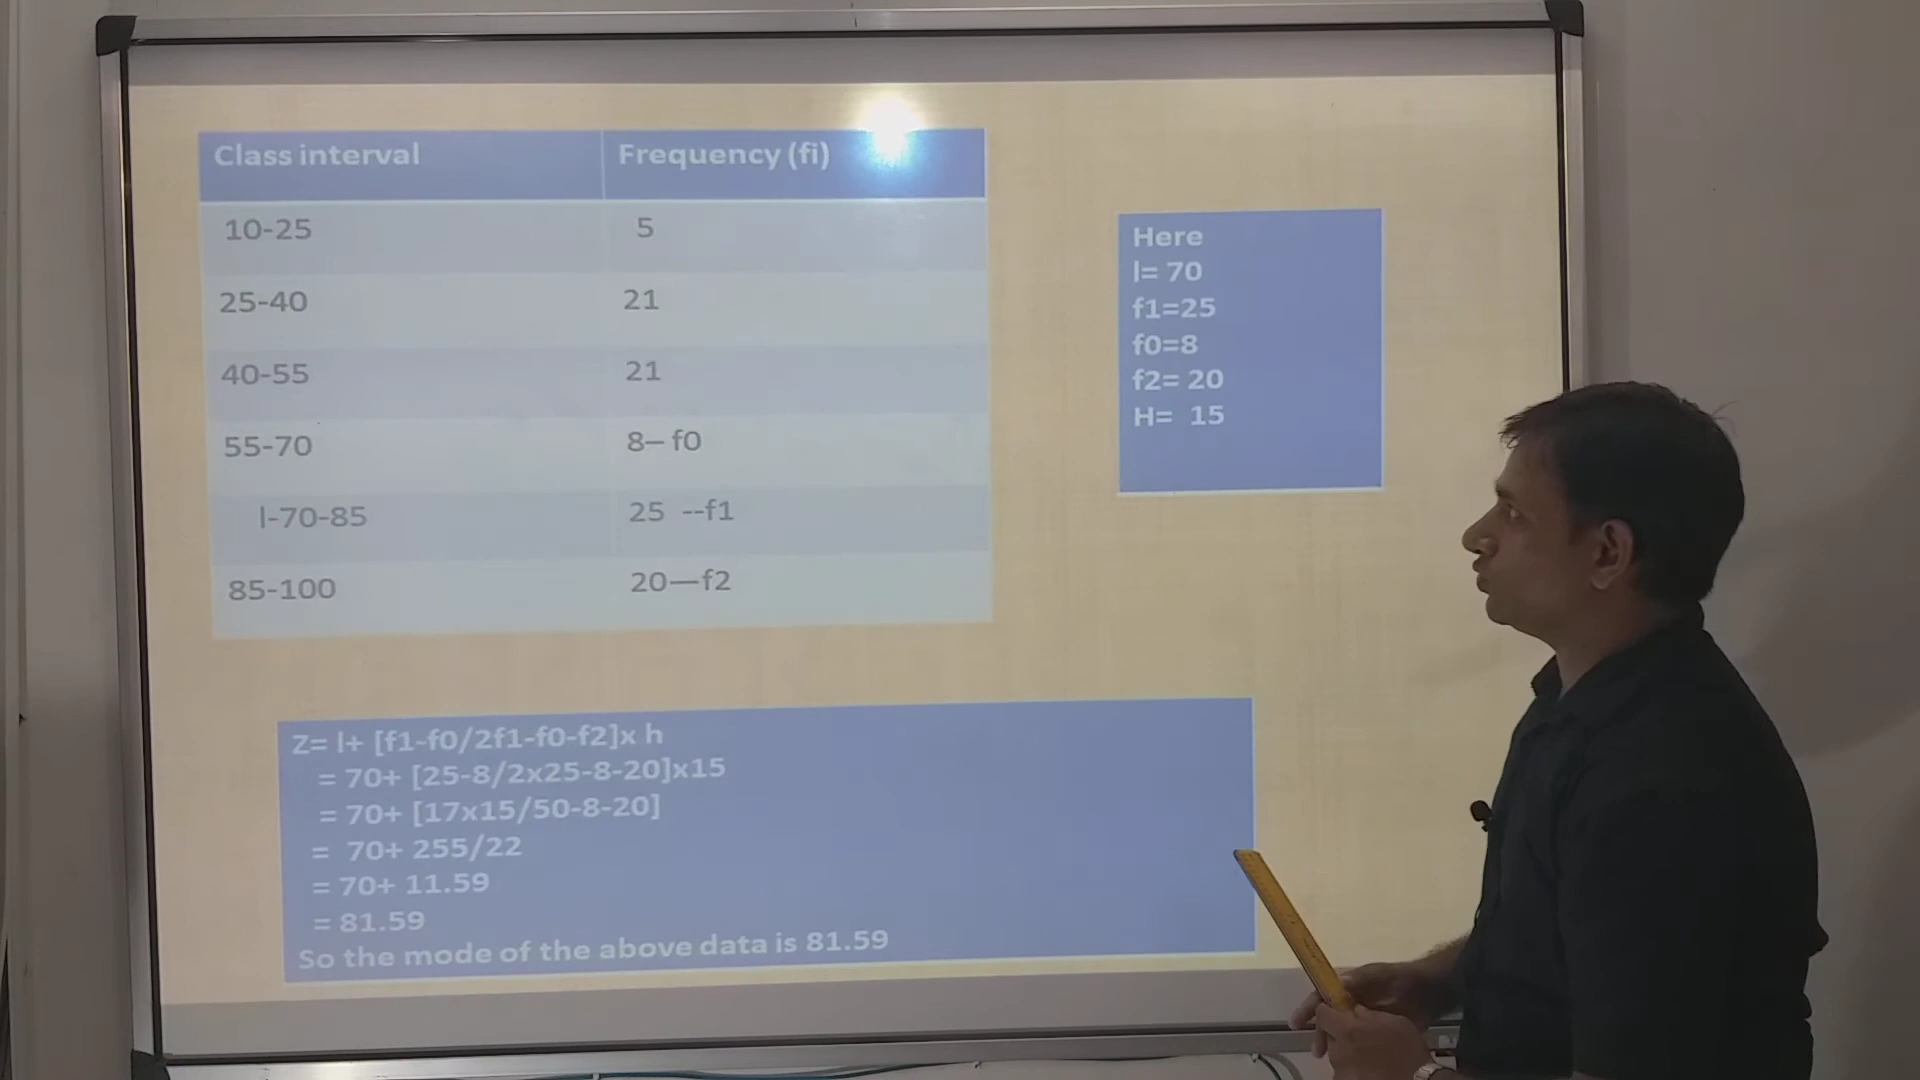 Class interval Frequency (fi)
10-25 5
25-40 21
40-55 21
55-70 8– f0
l-70-85 25 --f1
85-100 20—f2
Here
l= 70
f1=25
f0=8
f2= 20
H= 15
Z= l+ [f1-f0/2f1-f0-f2]x h
= 70+ [25-8/2x25-8-20]x15
= 70+ [17x15/50-8-20]
= 70+ 255/22
= 70+ 11.59
= 81.59
So the mode of the above data is 81.59